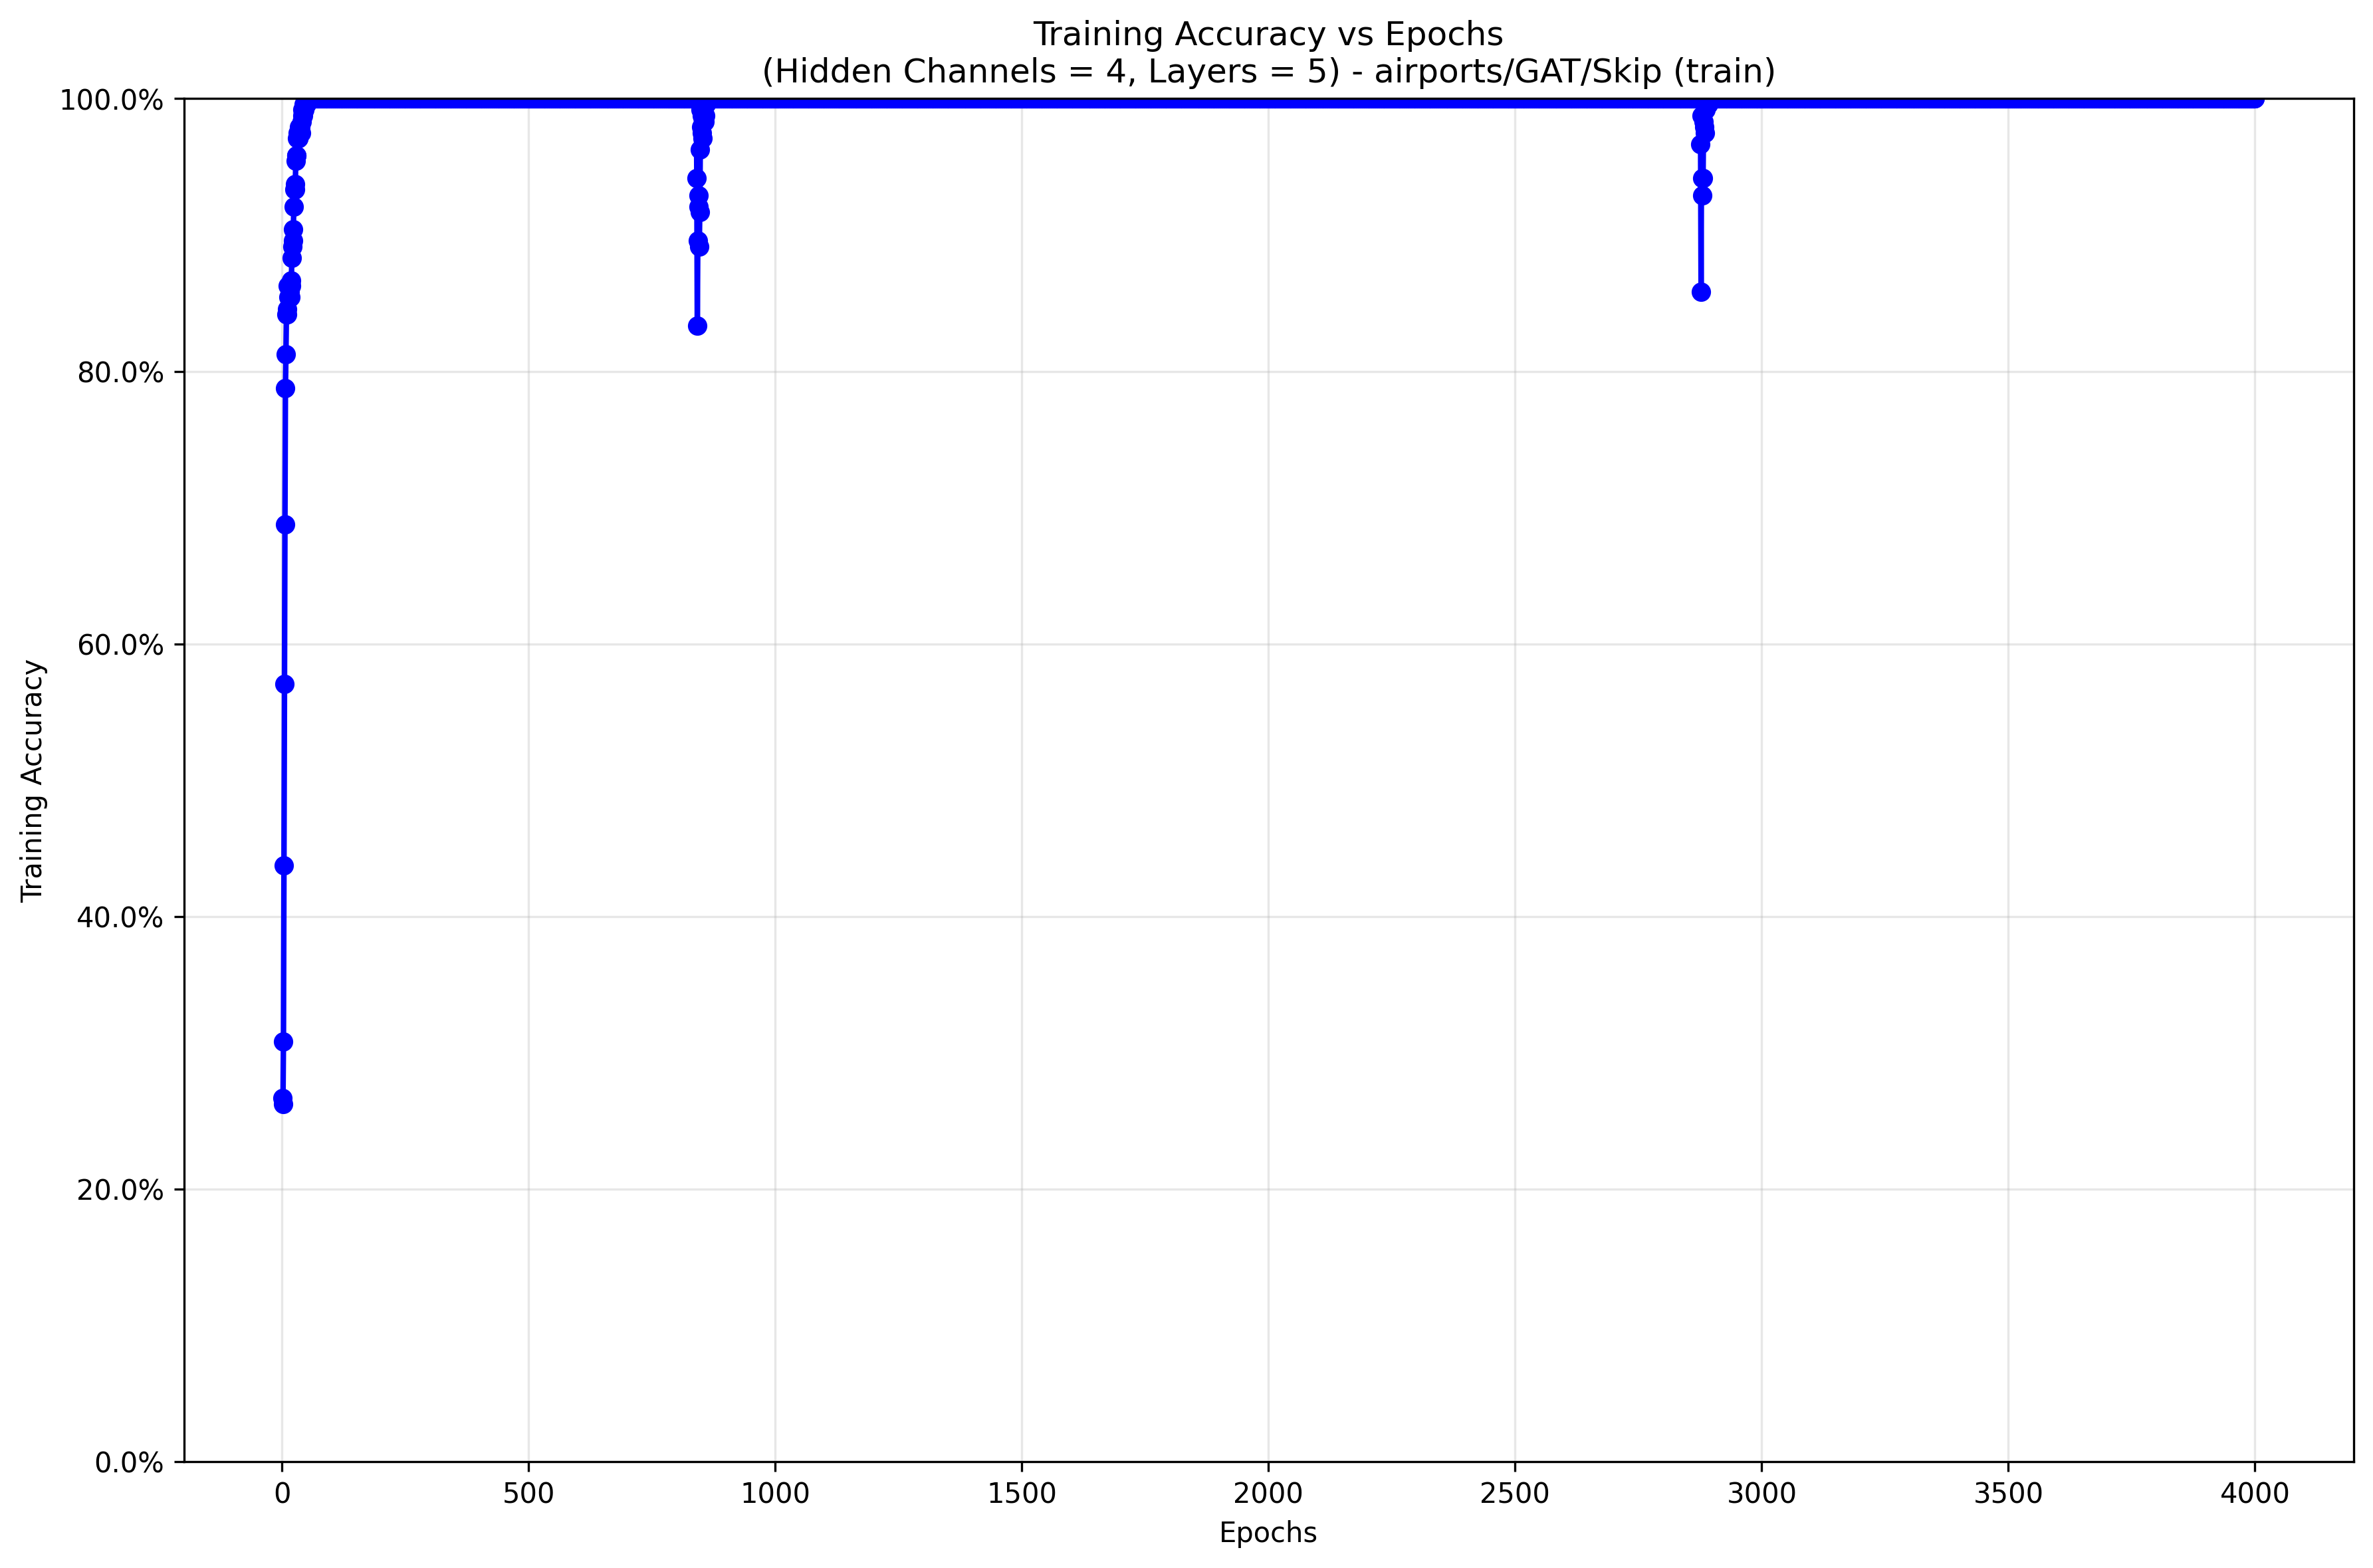 Training Accuracy vs Epochs
(Hidden Channels = 4, Layers = 5) - airports/GAT/Skip (train)
Training Accuracy
100.0%
80.0%
60.0%
40.0%
20.0%
0.0%
0 500 1000 1500 2000 2500 3000 3500 4000
Epochs